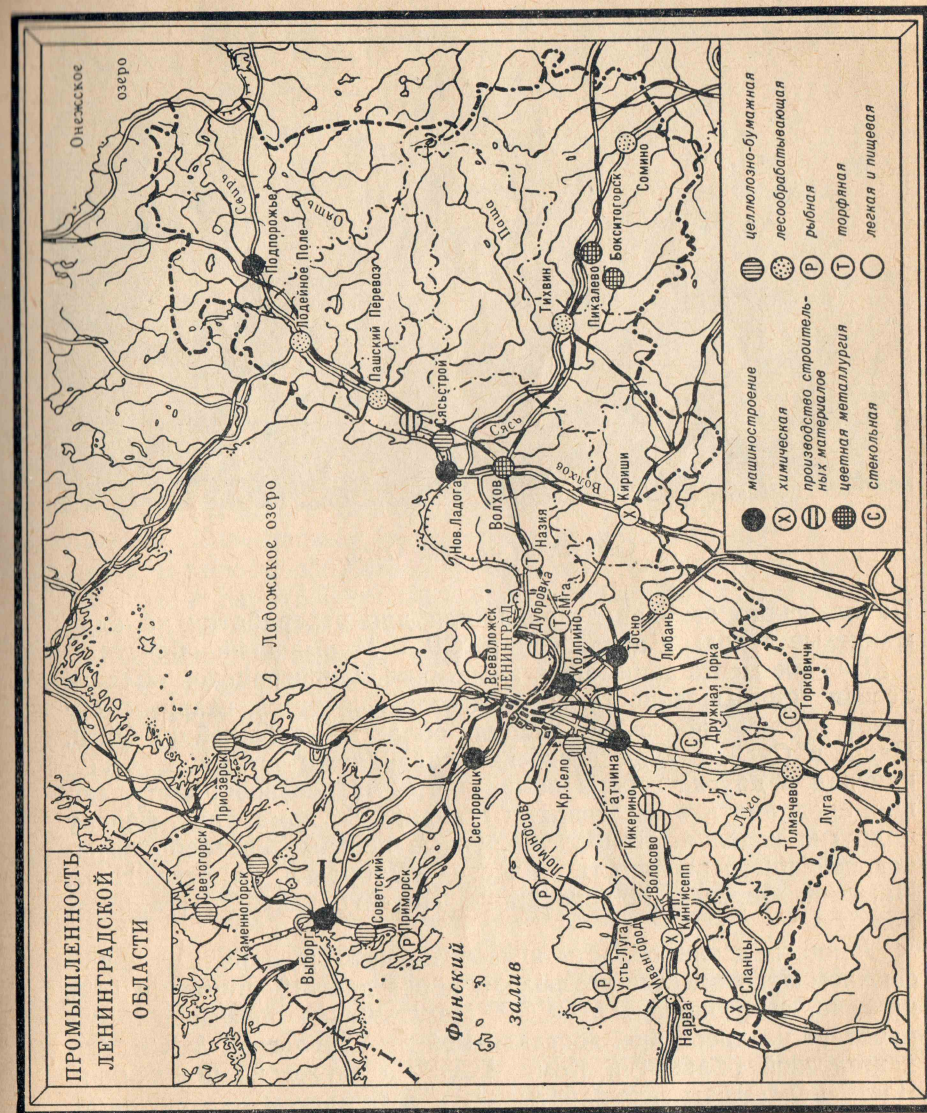 ПРОМЫШЛЕННОСТЬ
ЛЕНИНГРАДСКОЙ
ОБЛАСТИ
Онежское
озеро
Ладожское озеро
Финский
залив
Свирь
Оять
Паша
Сясь
Волхов
Луга
Светогорск
Каменногорск
Выборг
Советский
Приморск
Приозерск
Сестрорецк
Всеволожск
ЛЕНИНГРАД
Дубровка
Колпино
Мга
Назия
Нов. Ладога
Волхов
Сясьстрой
Пашский Перевоз
Лодейное Поле
Подпорожье
Тихвин
Пикалево
Бокситогорск
Сомино
Кириши
Любань
Тосно
Ломоносов
Кр. Село
Гатчина
Кикерино
Волосово
Дружная Горка
Торковичи
Толмачево
Луга
Усть-Луга
Ивангород
Кингисепп
Нарва
Сланцы
машиностроение
Х химическая
производство строитель-
ных материалов
цветная металлургия
С стекольная
целлюлозно-бумажная
лесообрабатывающая
Р рыбная
Т торфяная
легкая и пищевая
Р
Р
Р
Х
Х
Х
Т
Т
С
С